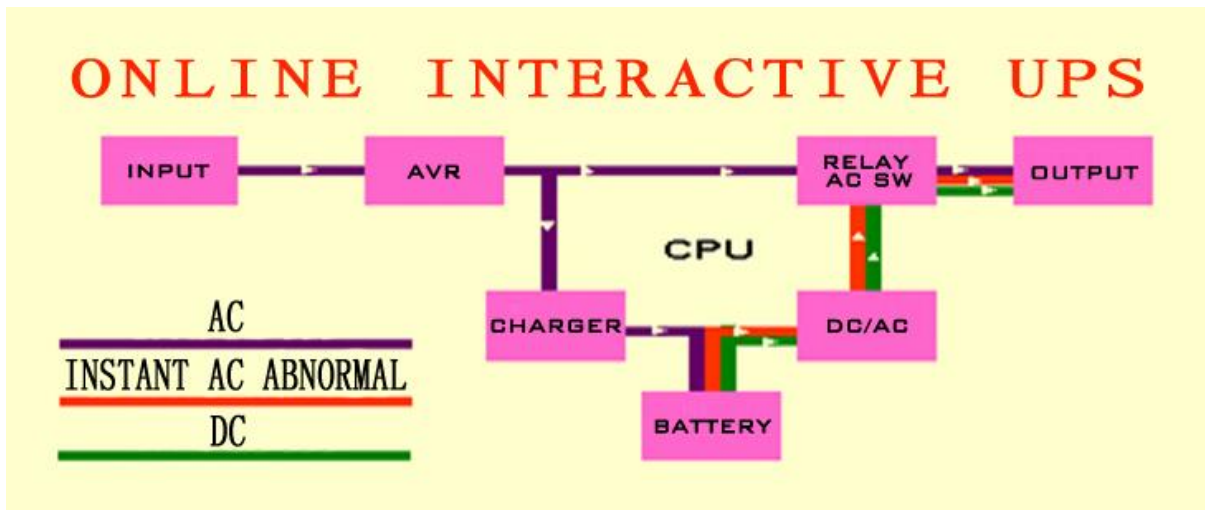 ONLINE INTERACTIVE UPS
INPUT
AVR
RELAY
AC SW
OUTPUT
CPU
CHARGER
DC/AC
BATTERY
AC
INSTANT AC ABNORMAL
DC